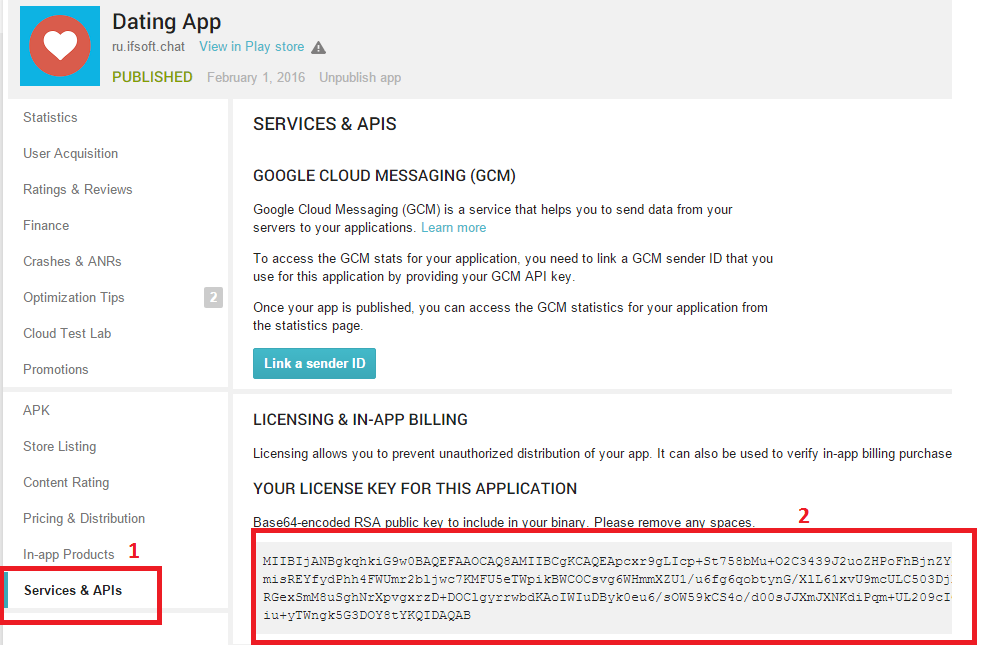 Dating App
ru.ifsoft.chat View in Play store
PUBLISHED February 1, 2016 Unpublish app
Statistics
User Acquisition
Ratings & Reviews
Finance
Crashes & ANRs
Optimization Tips 2
Cloud Test Lab
Promotions
APK
Store Listing
Content Rating
Pricing & Distribution
In-app Products 1
Services & APIs
SERVICES & APIS
GOOGLE CLOUD MESSAGING (GCM)
Google Cloud Messaging (GCM) is a service that helps you to send data from your
servers to your applications. Learn more
To access the GCM stats for your application, you need to link a GCM sender ID that you
use for this application by providing your GCM API key.
Once your app is published, you can access the GCM statistics for your application from
the statistics page.
Link a sender ID
LICENSING & IN-APP BILLING
Licensing allows you to prevent unauthorized distribution of your app. It can also be used to verify in-app billing purchase
YOUR LICENSE KEY FOR THIS APPLICATION
Base64-encoded RSA public key to include in your binary. Please remove any spaces. 2
MIIBIjANBgkqhkiG9w0BAQEFAAOCAQ8AMIIBCgKCAQEApcxr9gLIcp+St758bMu+O2C3439J2uoZHPoFhBjnZY
misREYfydPhh4FWUmr2bljwc7KMFU5eTWpikBWCOCsvg6WHmmXZU1/u6fg6qobtynG/XlL61xvU9mcULC503Dj
RGexSmM8uSghNrXpvgxrzD+DOClgyrrwbdKAoIWIuDByk0eu6/sOW59kCS4o/d00sJJXmJXNKdiPqm+UL209cI
iu+yTWngk5G3DOY8tYKQIDAQAB